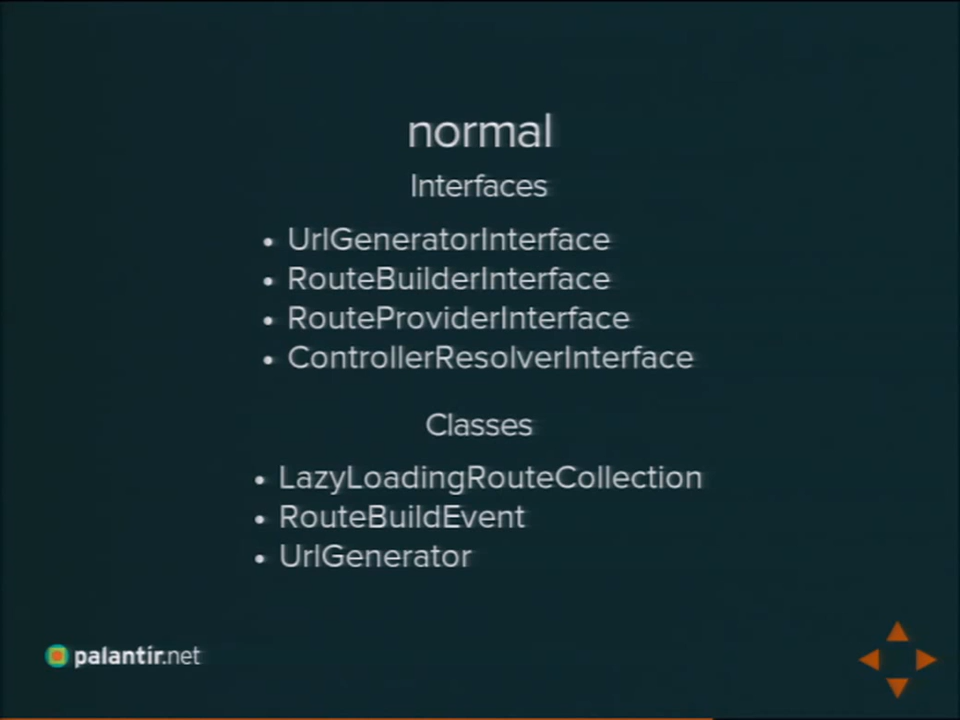 normal
Interfaces
• UrlGeneratorInterface
• RouteBuilderInterface
• RouteProviderInterface
• ControllerResolverInterface
Classes
• LazyLoadingRouteCollection
• RouteBuildEvent
• UrlGenerator
palantir.net